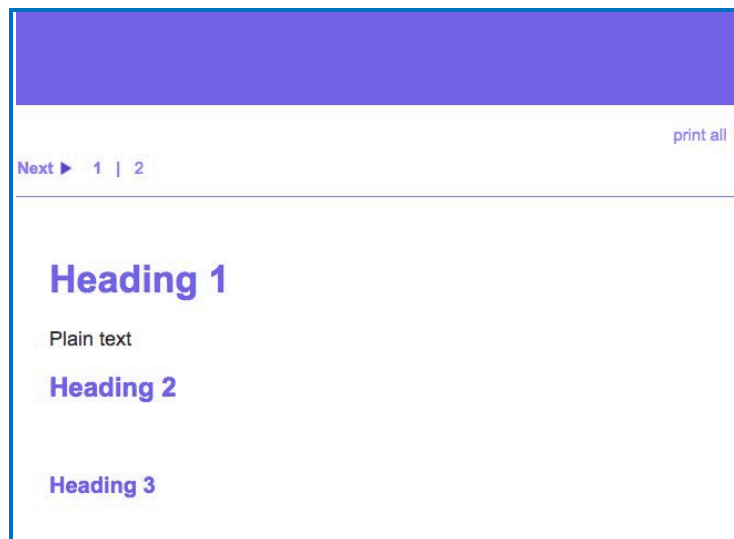 print all
Next ▶ 1 | 2
Heading 1
Plain text
Heading 2
Heading 3